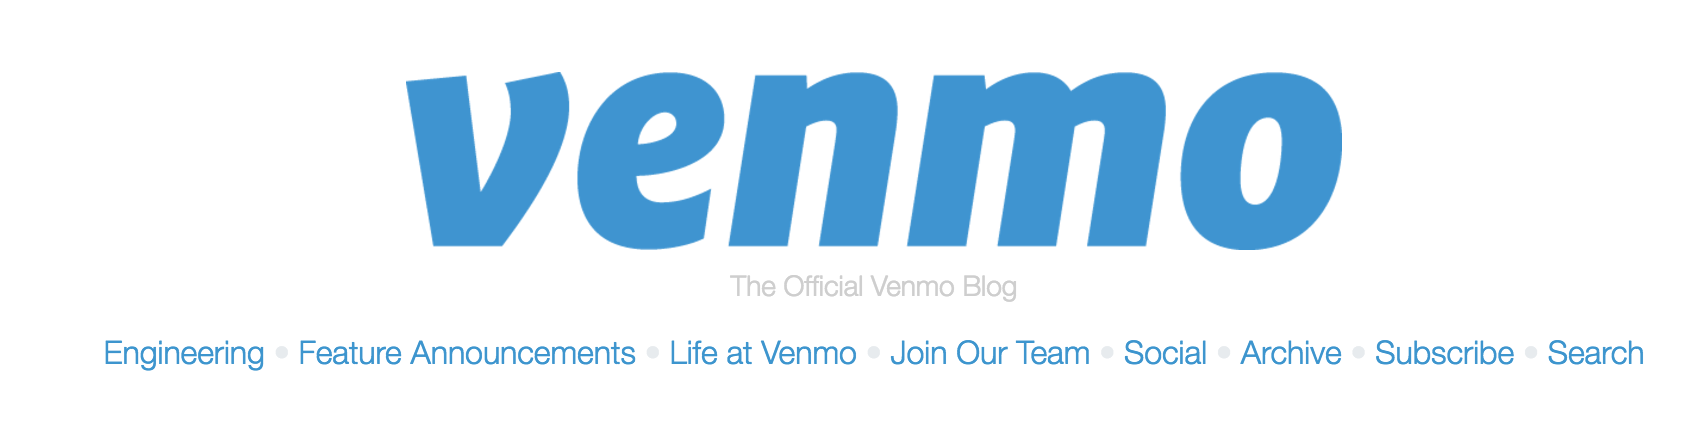 venmo
The Official Venmo Blog
Engineering • Feature Announcements • Life at Venmo • Join Our Team • Social • Archive • Subscribe • Search